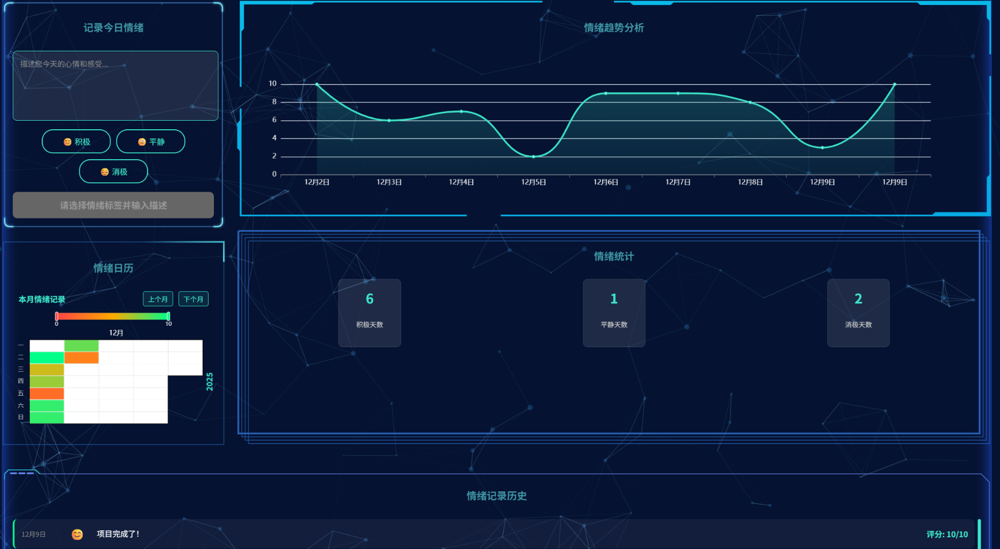 记录今日情绪
描述您今天的心情和感受...
😊 积极
😐 平静
😔 消极
请选择情绪标签并输入描述
情绪趋势分析
10
8
6
4
2
0
12月2日 12月3日 12月4日 12月5日 12月6日 12月7日 12月8日 12月9日 12月9日
情绪日历
本月情绪记录 上个月 下个月
0 10
12月
一
二
三
四
五
六
日
2025
情绪统计
6 1 2
积极天数 平静天数 消极天数
情绪记录历史
12月9日 😊 项目完成了! 评分: 10/10